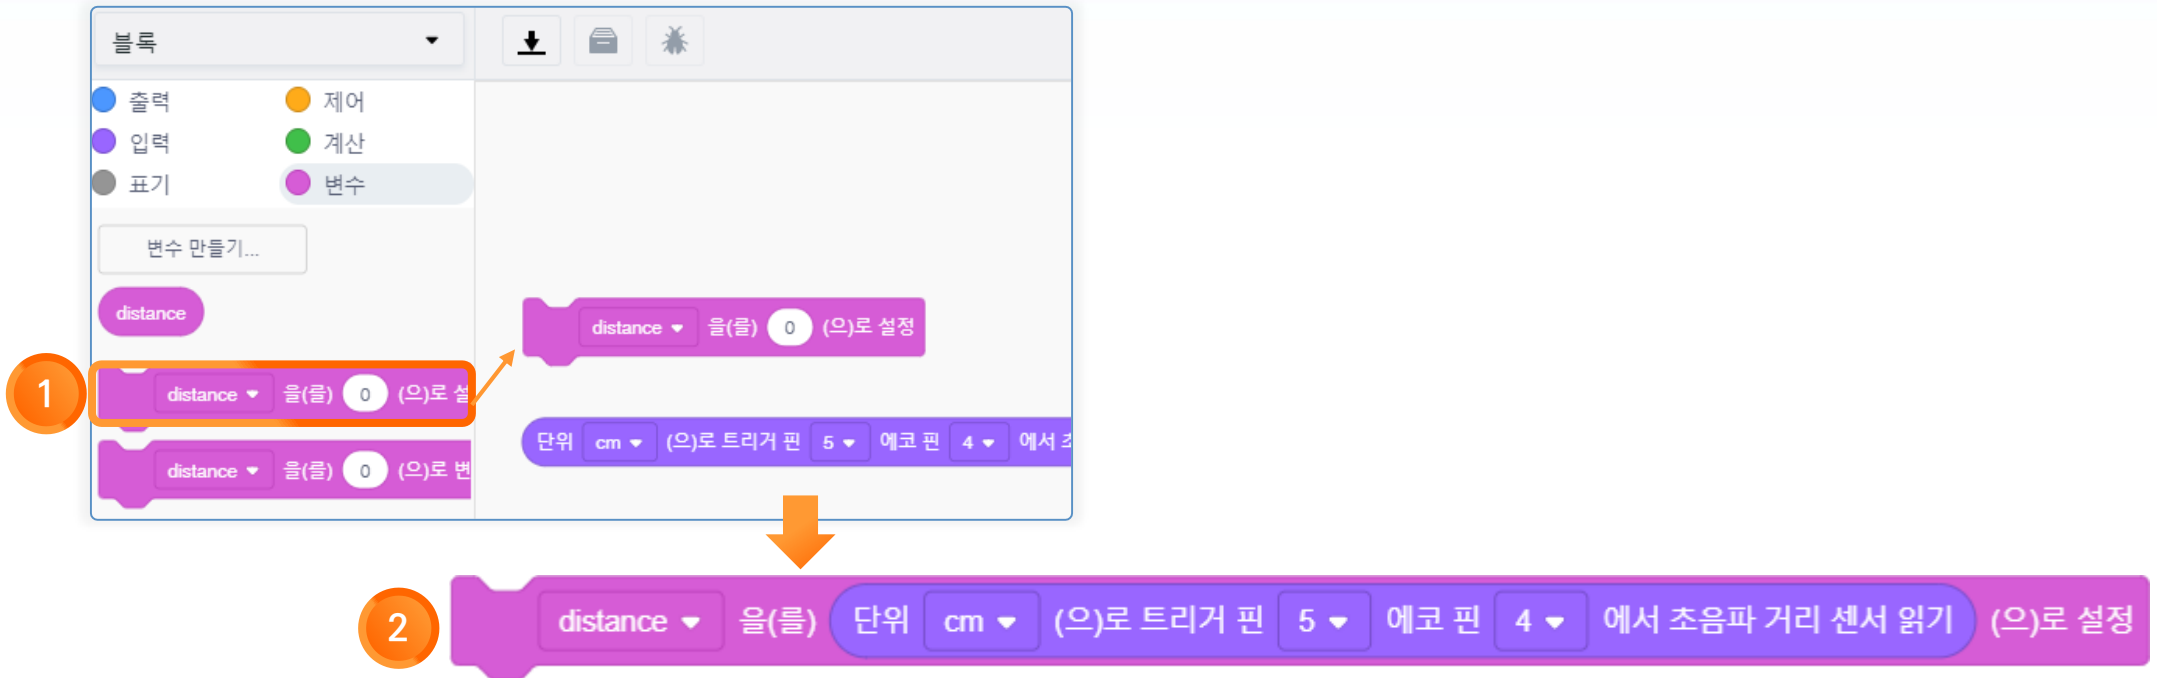 블록
출력 제어
입력 계산
표기 변수
변수 만들기...
distance
distance 을(를) 0 (으)로 설정
1 distance 을(를) 0 (으)로 설
단위 cm (으)로 트리거 핀 5 에코 핀 4 에서 초
distance 을(를) 0 (으)로 변
2 distance 을(를) 단위 cm (으)로 트리거 핀 5 에코 핀 4 에서 초음파 거리 센서 읽기 (으)로 설정